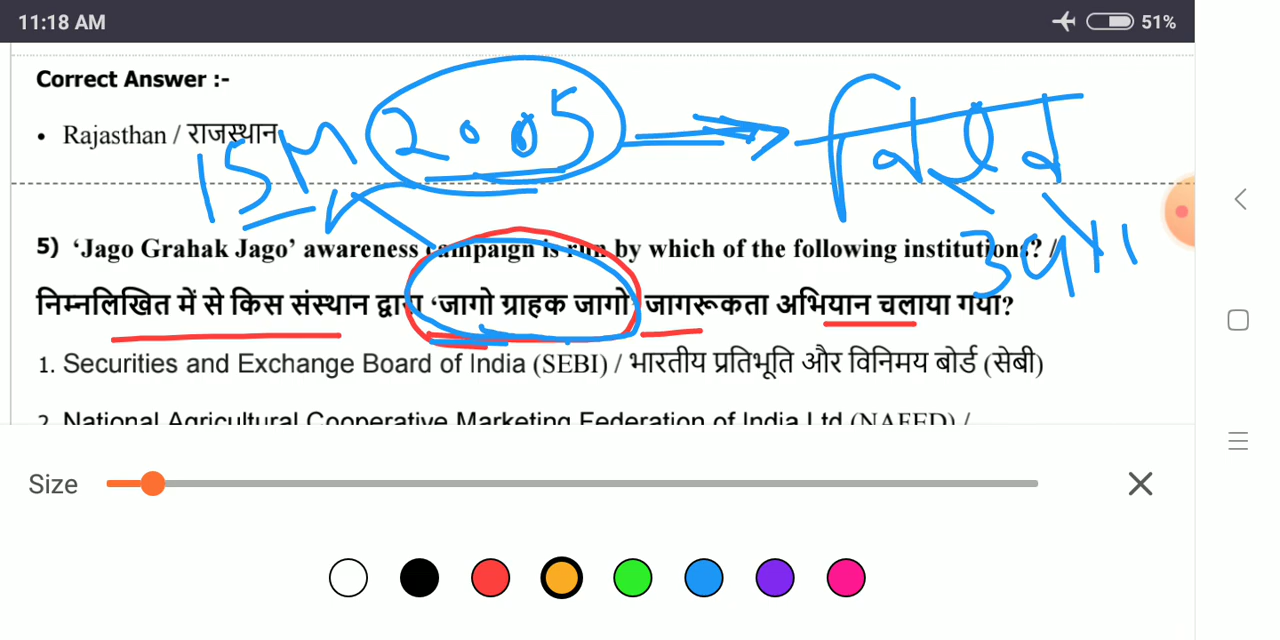 11:18 AM 51%
Correct Answer :-
• Rajasthan / राजस्थान
15 2005
5) ‘Jago Grahak Jago’ awareness campaign is run by which of the following institutions? /
निम्नलिखित में से किस संस्थान द्वारा ‘जागो ग्राहक जागो’ जागरूकता अभियान चलाया गया?
1. Securities and Exchange Board of India (SEBI) / भारतीय प्रतिभूति और विनिमय बोर्ड (सेबी)
2. National Agricultural Cooperative Marketing Federation of India Ltd (NAFED) /
Size